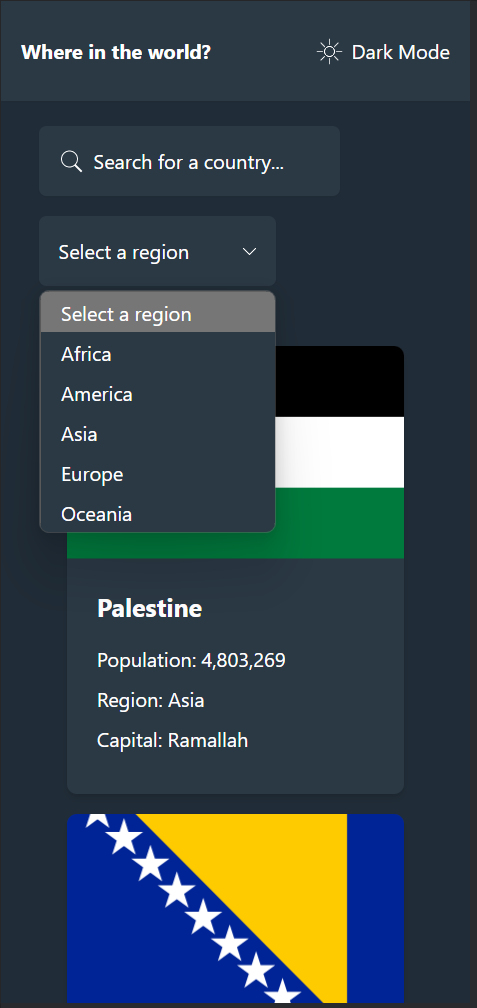 Where in the world?
Dark Mode
Search for a country...
Select a region
Select a region
Africa
America
Asia
Europe
Oceania
Palestine
Population: 4,803,269
Region: Asia
Capital: Ramallah